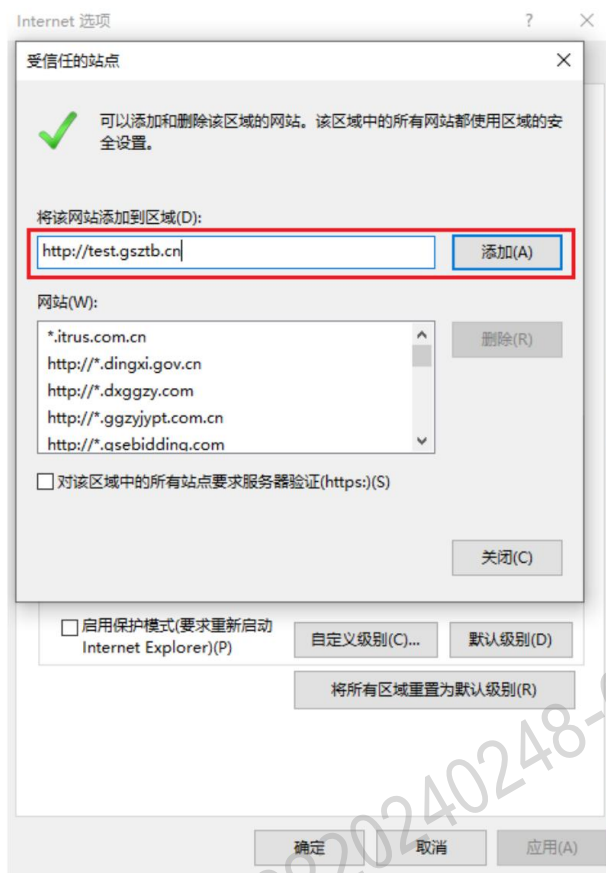 Internet 选项
受信任的站点
可以添加和删除该区域的网站。该区域中的所有网站都使用区域的安
全设置。
将该网站添加到区域(D):
http://test.gsztb.cn
添加(A)
网站(W):
*.itrus.com.cn
http://*.dingxi.gov.cn
http://*.dxggzy.com
http://*.ggzyjypt.com.cn
http://*.gsebidding.com
删除(R)
对该区域中的所有站点要求服务器验证(https:)(S)
关闭(C)
启用保护模式(要求重新启动
Internet Explorer)(P)
自定义级别(C)...
默认级别(D)
将所有区域重置为默认级别(R)
确定
取消
应用(A)